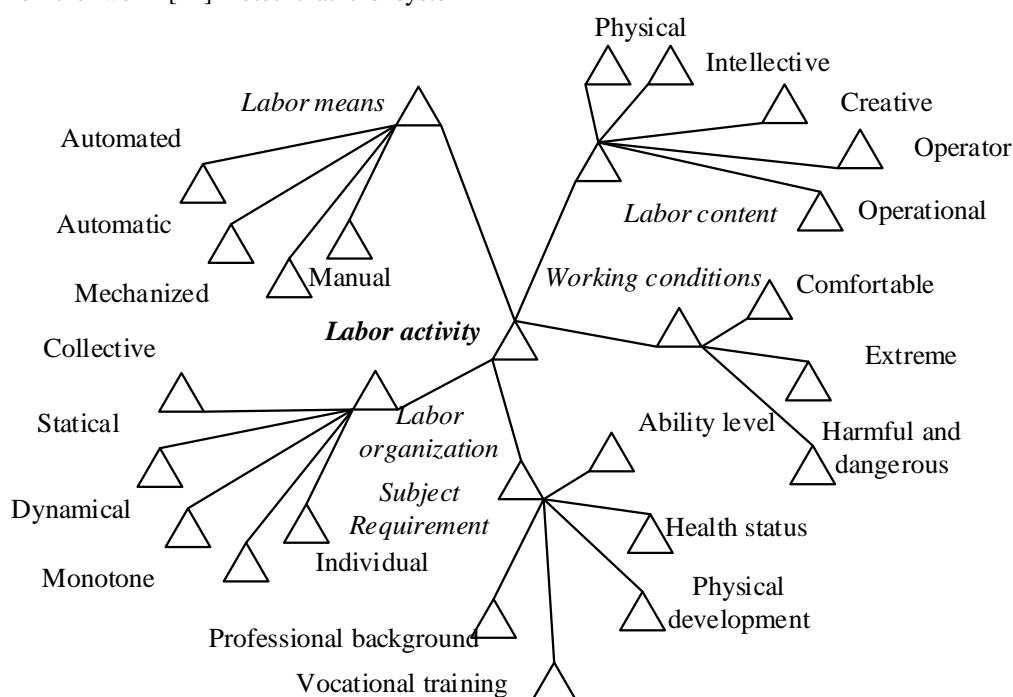 Physical
Intellective
Labor means
Creative
Automated
Operator
Automatic
Labor content
Operational
Mechanized
Manual
Working conditions
Comfortable
Labor activity
Collective
Extreme
Statical
Labor
organization
Ability level
Harmful and
dangerous
Subject
Requirement
Dynamical
Health status
Monotone
Individual
Physical
development
Professional background
Vocational training